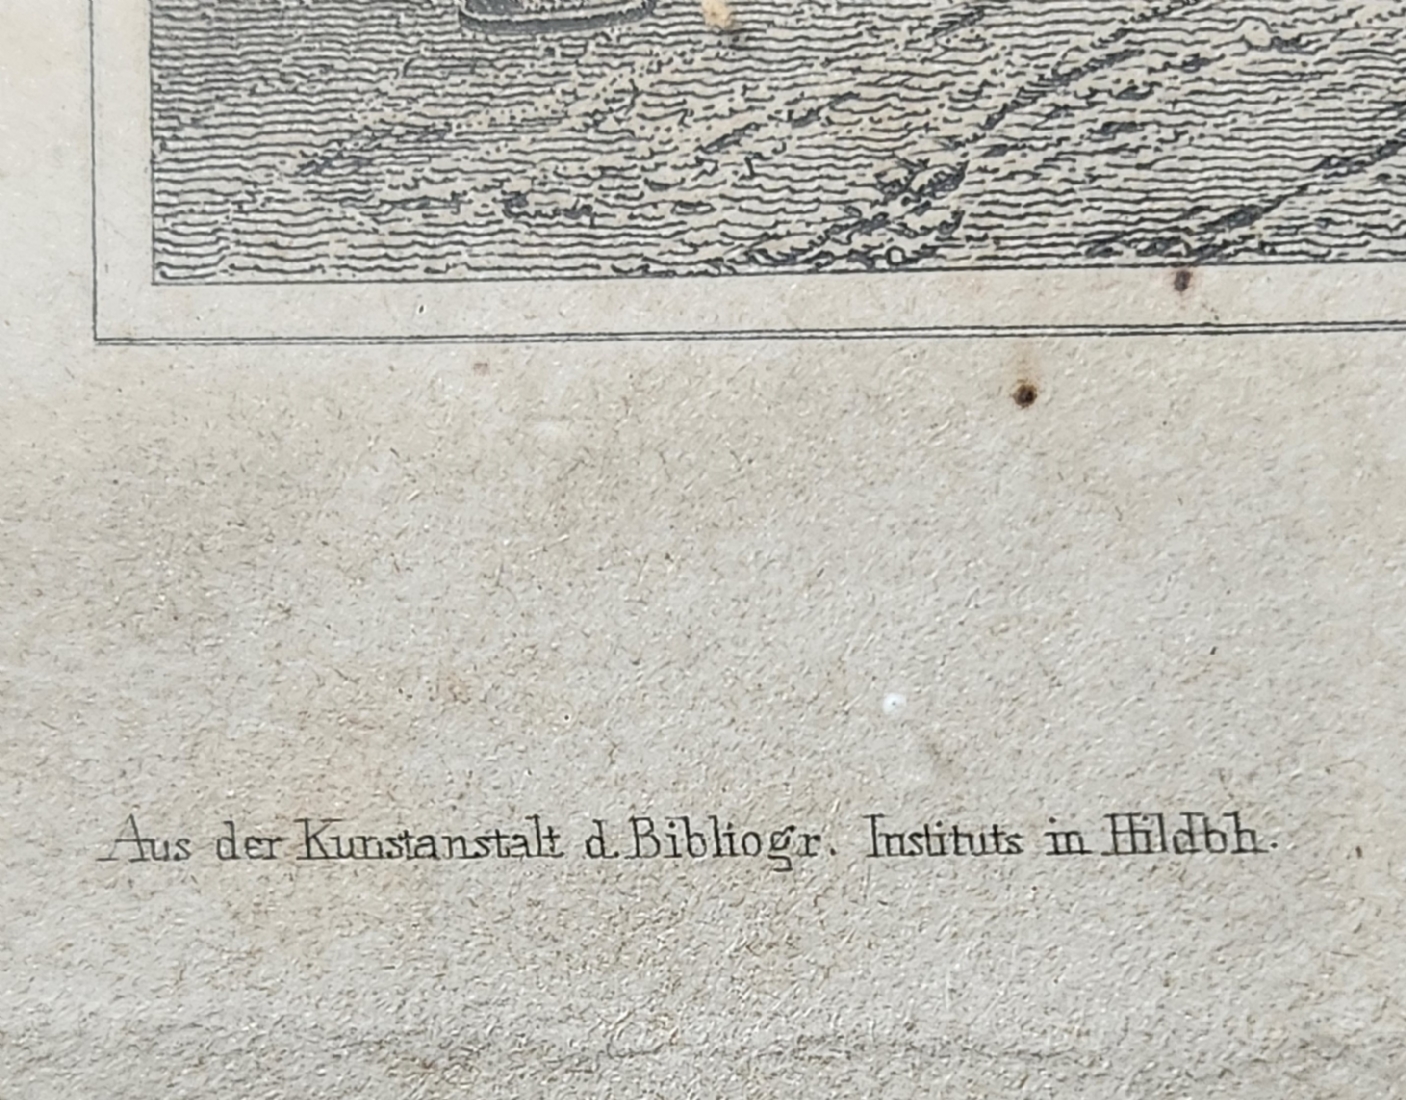 Aus der Kunstanstalt d. Bibliogr. Instituts in Hildbh.